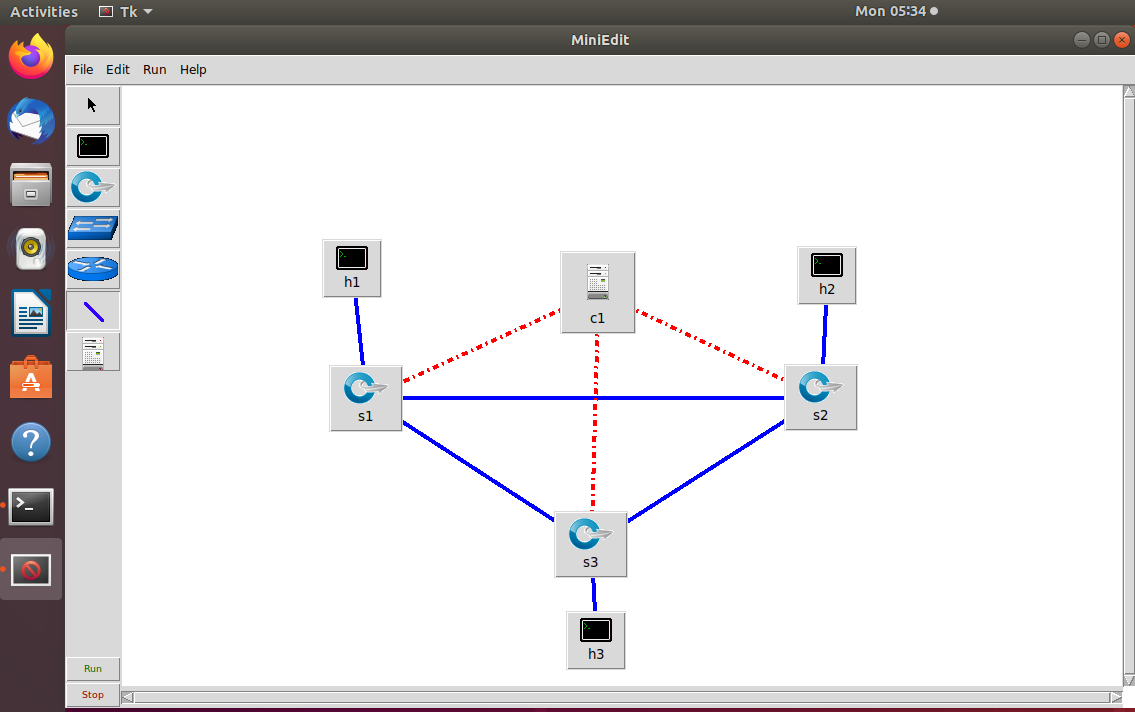 Activities Tk Mon 05:34
MiniEdit
File Edit Run Help
h1
c1
h2
s1
s2
s3
h3
Run
Stop